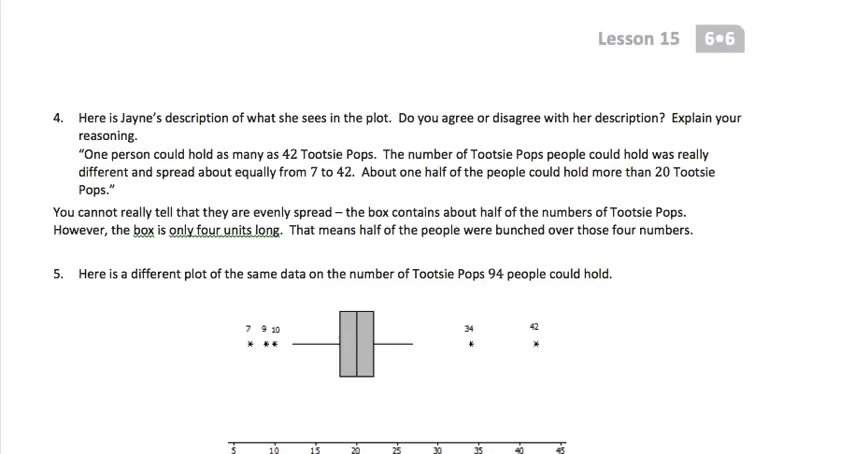 Lesson 15 6•6
4. Here is Jayne's description of what she sees in the plot. Do you agree or disagree with her description? Explain your
reasoning.
"One person could hold as many as 42 Tootsie Pops. The number of Tootsie Pops people could hold was really
different and spread about equally from 7 to 42. About one half of the people could hold more than 20 Tootsie
Pops."
You cannot really tell that they are evenly spread – the box contains about half of the numbers of Tootsie Pops.
However, the box is only four units long. That means half of the people were bunched over those four numbers.
5. Here is a different plot of the same data on the number of Tootsie Pops 94 people could hold.
7 9 10 34 42
* * * * *
5 10 15 20 25 30 35 40 45